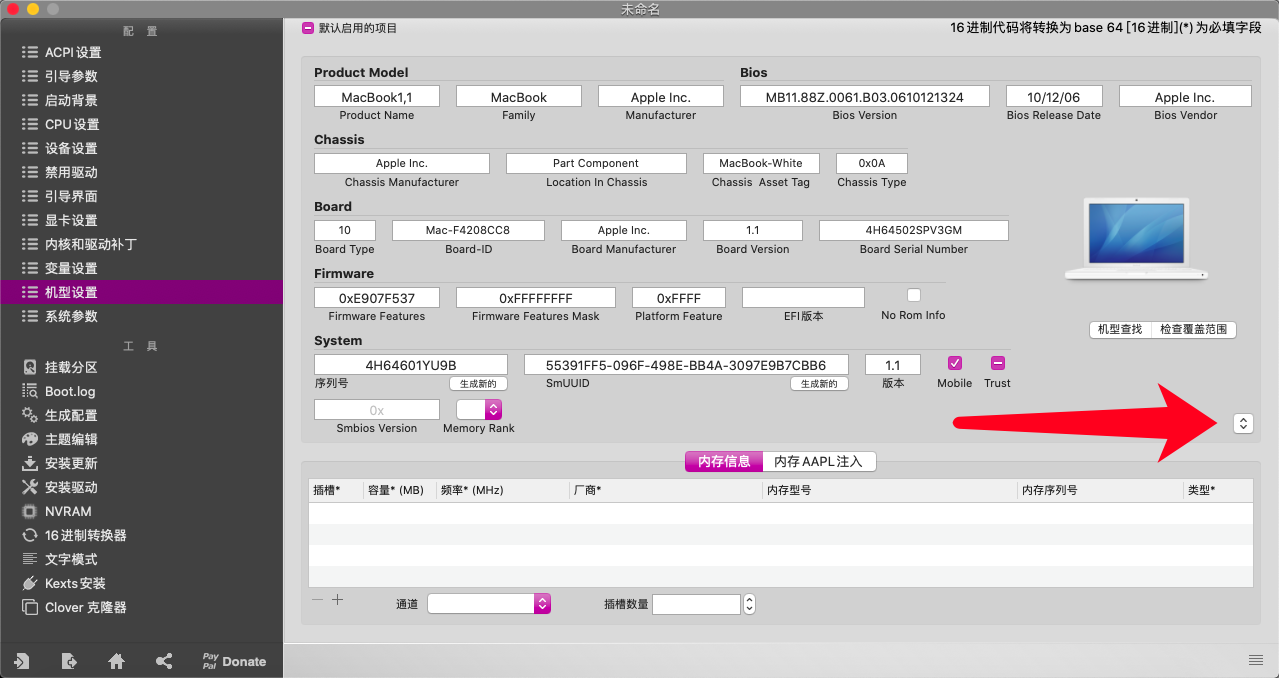 未命名
配 置
ACPI 设置
引导参数
启动背景
CPU 设置
设备设置
禁用驱动
引导界面
显卡设置
内核和驱动补丁
变量设置
机型设置
系统参数
工 具
挂载分区
Boot.log
生成配置
主题编辑
安装更新
安装驱动
NVRAM
16 进制转换器
文字模式
Kexts 安装
Clover 克隆器
Pay Pal Donate
默认启用的项目
16 进制代码将转换为 base 64 [16 进制](*) 为必填字段
Product Model
MacBook1,1 MacBook Apple Inc.
Product Name Family Manufacturer
Bios
MB11.88Z.0061.B03.0610121324 10/12/06 Apple Inc.
Bios Version Bios Release Date Bios Vendor
Chassis
Apple Inc. Part Component MacBook-White 0x0A
Chassis Manufacturer Location In Chassis Chassis Asset Tag Chassis Type
Board
10 Mac-F4208CC8 Apple Inc. 1.1 4H64502SPV3GM
Board Type Board-ID Board Manufacturer Board Version Board Serial Number
Firmware
0xE907F537 0xFFFFFFFF 0xFFFF
Firmware Features Firmware Features Mask Platform Feature EFI版本 No Rom Info
机型查找 检查覆盖范围
System
4H64601YU9B 55391FF5-096F-498E-BB4A-3097E9B7CBB6 1.1
序列号 生成新的 SmUUID 生成新的 版本 Mobile Trust
0x
Smbios Version Memory Rank
内存信息 内存 AAPL 注入
插槽* 容量* (MB) 频率* (MHz) 厂商* 内存型号 内存序列号 类型*
通道 插槽数量